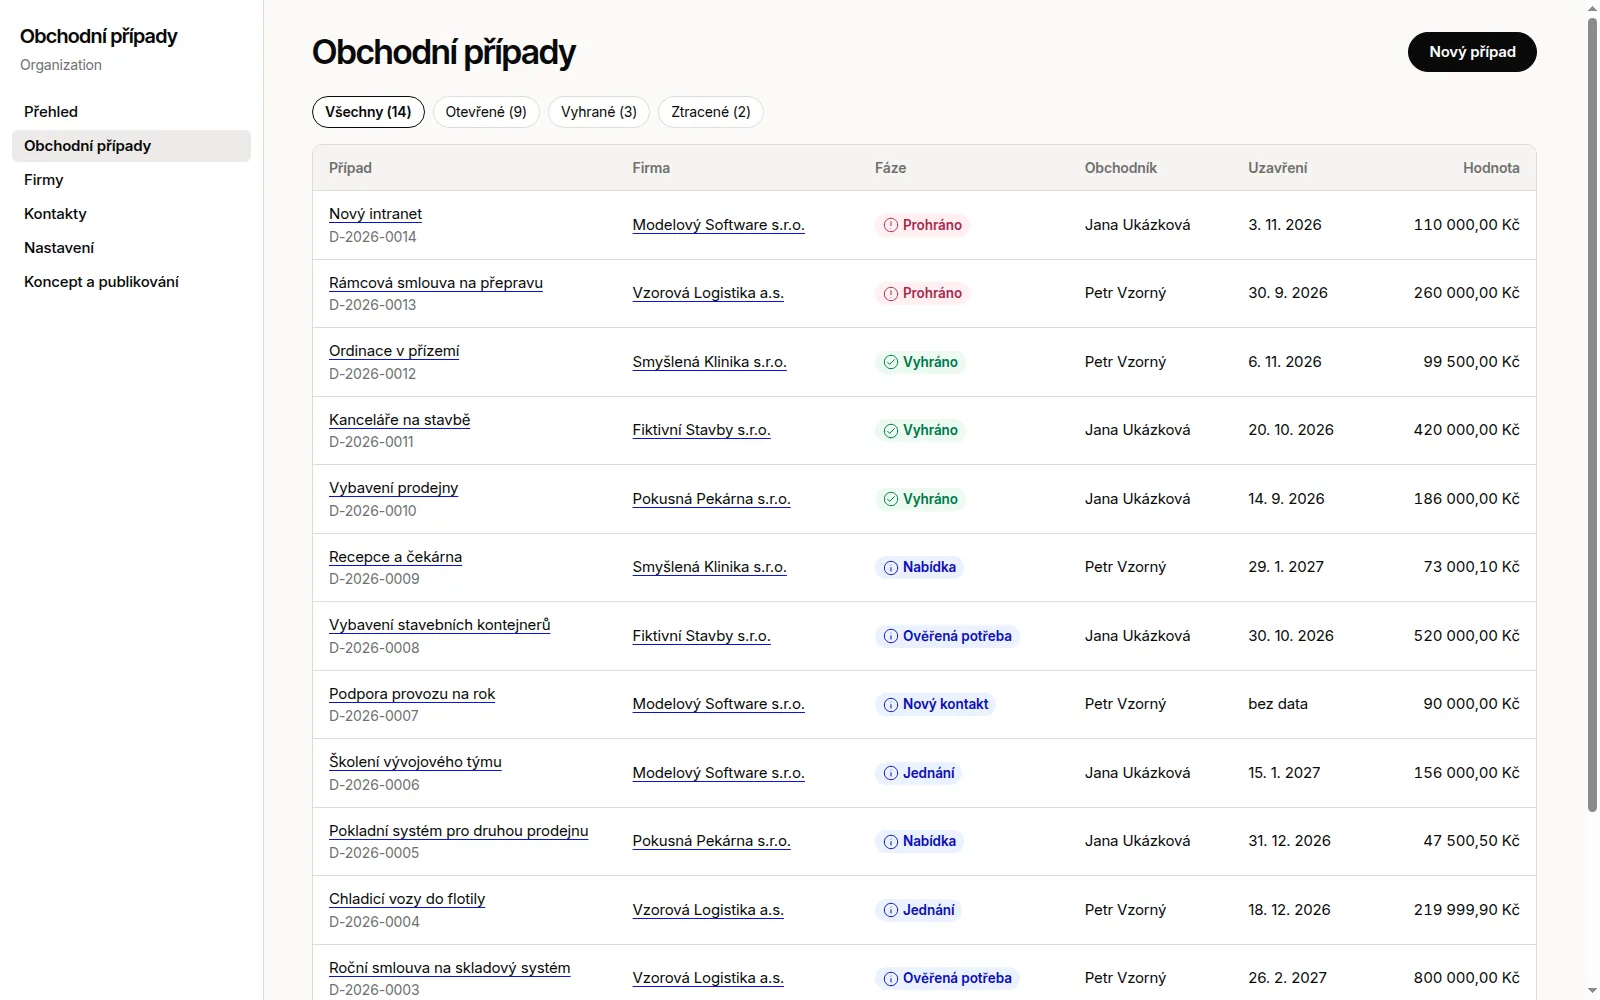 Obchodní případy
Organization
Přehled
Obchodní případy
Firmy
Kontakty
Nastavení
Koncept a publikování
Obchodní případy
Nový případ
Všechny (14) Otevřené (9) Vyhrané (3) Ztracené (2)
Případ Firma Fáze Obchodník Uzavření Hodnota
Nový intranet
D-2026-0014
Modelový Software s.r.o. Prohráno Jana Ukázková 3. 11. 2026 110 000,00 Kč
Rámcová smlouva na přepravu
D-2026-0013
Vzorová Logistika a.s. Prohráno Petr Vzorný 30. 9. 2026 260 000,00 Kč
Ordinace v přízemí
D-2026-0012
Smyšlená Klinika s.r.o. Vyhráno Petr Vzorný 6. 11. 2026 99 500,00 Kč
Kanceláře na stavbě
D-2026-0011
Fiktivní Stavby s.r.o. Vyhráno Jana Ukázková 20. 10. 2026 420 000,00 Kč
Vybavení prodejny
D-2026-0010
Pokusná Pekárna s.r.o. Vyhráno Jana Ukázková 14. 9. 2026 186 000,00 Kč
Recepce a čekárna
D-2026-0009
Smyšlená Klinika s.r.o. Nabídka Petr Vzorný 29. 1. 2027 73 000,10 Kč
Vybavení stavebních kontejnerů
D-2026-0008
Fiktivní Stavby s.r.o. Ověřená potřeba Jana Ukázková 30. 10. 2026 520 000,00 Kč
Podpora provozu na rok
D-2026-0007
Modelový Software s.r.o. Nový kontakt Petr Vzorný bez data 90 000,00 Kč
Školení vývojového týmu
D-2026-0006
Modelový Software s.r.o. Jednání Jana Ukázková 15. 1. 2027 156 000,00 Kč
Pokladní systém pro druhou prodejnu
D-2026-0005
Pokusná Pekárna s.r.o. Nabídka Jana Ukázková 31. 12. 2026 47 500,50 Kč
Chladicí vozy do flotily
D-2026-0004
Vzorová Logistika a.s. Jednání Petr Vzorný 18. 12. 2026 219 999,90 Kč
Roční smlouva na skladový systém
D-2026-0003
Vzorová Logistika a.s. Ověřená potřeba Petr Vzorný 26. 2. 2027 800 000,00 Kč